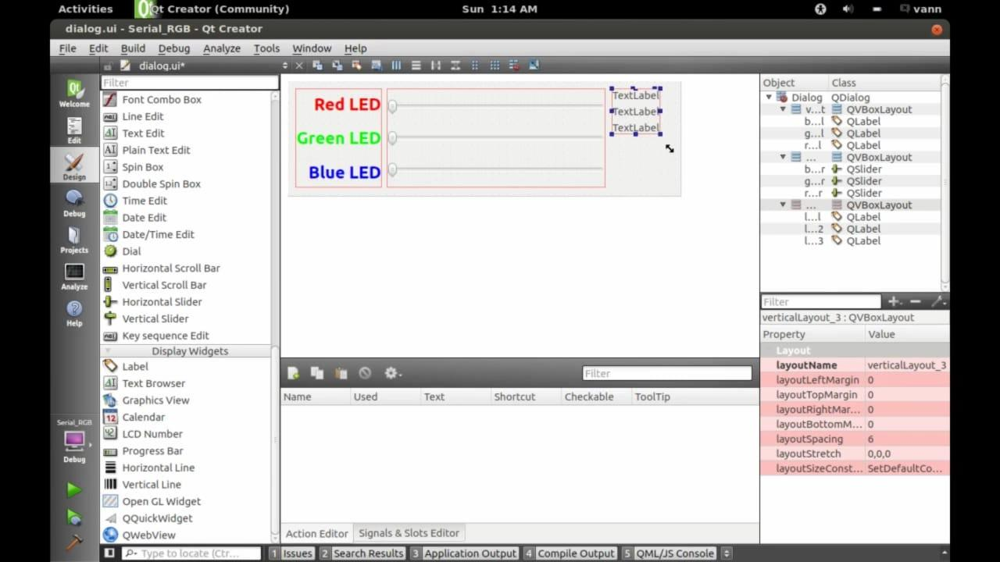 Activities
Qt Creator (Community)
Sun 1:14 AM
vann
dialog.ui - Serial_RGB - Qt Creator
File Edit Build Debug Analyze Tools Window Help
dialog.ui*
Welcome
Edit
Design
Debug
Projects
Analyze
Help
Serial_RGB
Debug
Filter
Font Combo Box
Line Edit
Text Edit
Plain Text Edit
Spin Box
Double Spin Box
Time Edit
Date Edit
Date/Time Edit
Dial
Horizontal Scroll Bar
Vertical Scroll Bar
Horizontal Slider
Vertical Slider
Key sequence Edit
Display Widgets
Label
Text Browser
Graphics View
Calendar
LCD Number
Progress Bar
Horizontal Line
Vertical Line
Open GL Widget
QQuickWidget
QWebView
Red LED
Green LED
Blue LED
TextLabel
TextLabel
TextLabel
Filter
Name Used Text Shortcut Checkable ToolTip
Action Editor Signals & Slots Editor
Object Class
Dialog QDialog
v...t QVBoxLayout
b...l QLabel
g...l QLabel
r...l QLabel
... QVBoxLayout
b...r QSlider
g...r QSlider
r...r QSlider
... QVBoxLayout
l...l QLabel
l...2 QLabel
l...3 QLabel
Filter
verticalLayout_3 : QVBoxLayout
Property Value
Layout
layoutName verticalLayout_3
layoutLeftMargin 0
layoutTopMargin 0
layoutRightMar... 0
layoutBottomM... 0
layoutSpacing 6
layoutStretch 0,0,0
layoutSizeConst... SetDefaultCo...
Type to locate (Ctr...
1 Issues 2 Search Results 3 Application Output 4 Compile Output 5 QML/JS Console